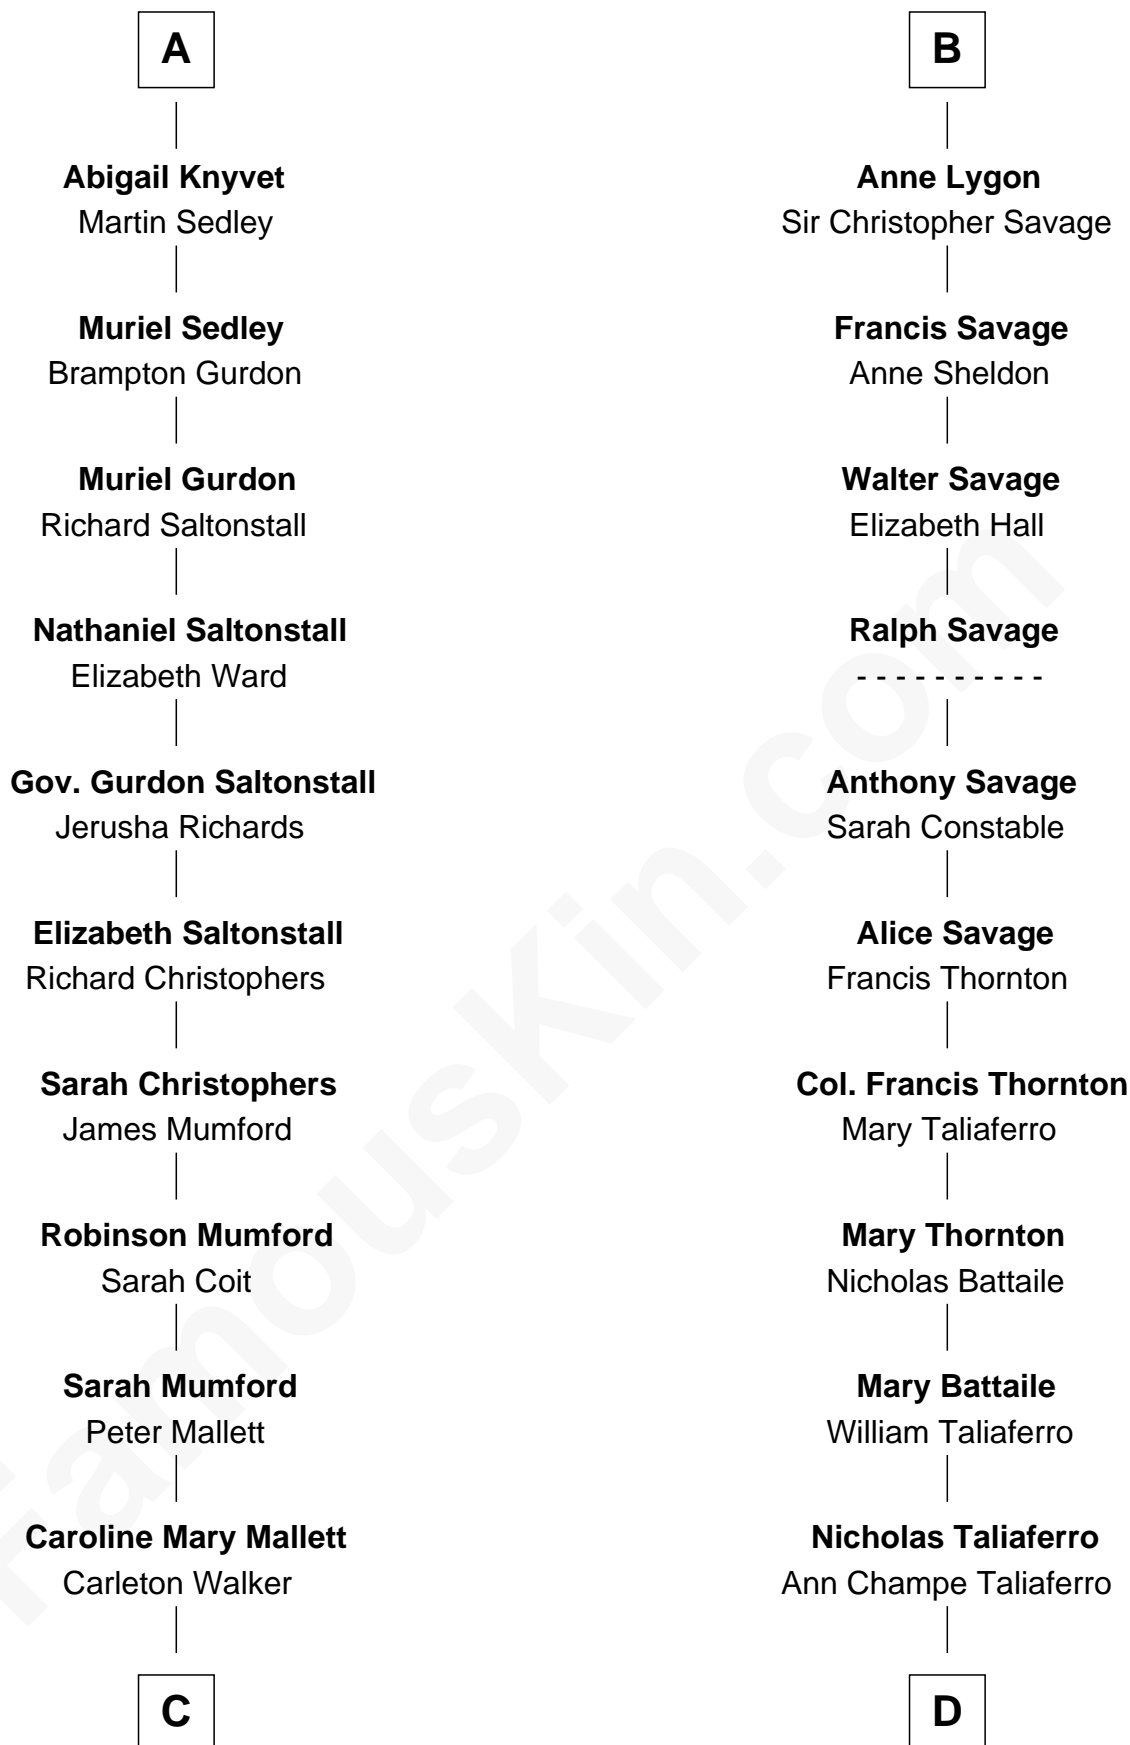 A
Abigail Knyvet
Martin Sedley
Muriel Sedley
Brampton Gurdon
Muriel Gurdon
Richard Saltonstall
Nathaniel Saltonstall
Elizabeth Ward
Gov. Gurdon Saltonstall
Jerusha Richards
Elizabeth Saltonstall
Richard Christophers
Sarah Christophers
James Mumford
Robinson Mumford
Sarah Coit
Sarah Mumford
Peter Mallett
Caroline Mary Mallett
Carleton Walker
C
B
Anne Lygon
Sir Christopher Savage
Francis Savage
Anne Sheldon
Walter Savage
Elizabeth Hall
Ralph Savage
- - - - - - - - - -
Anthony Savage
Sarah Constable
Alice Savage
Francis Thornton
Col. Francis Thornton
Mary Taliaferro
Mary Thornton
Nicholas Battaile
Mary Battaile
William Taliaferro
Nicholas Taliaferro
Ann Champe Taliaferro
D
FamousKin.com